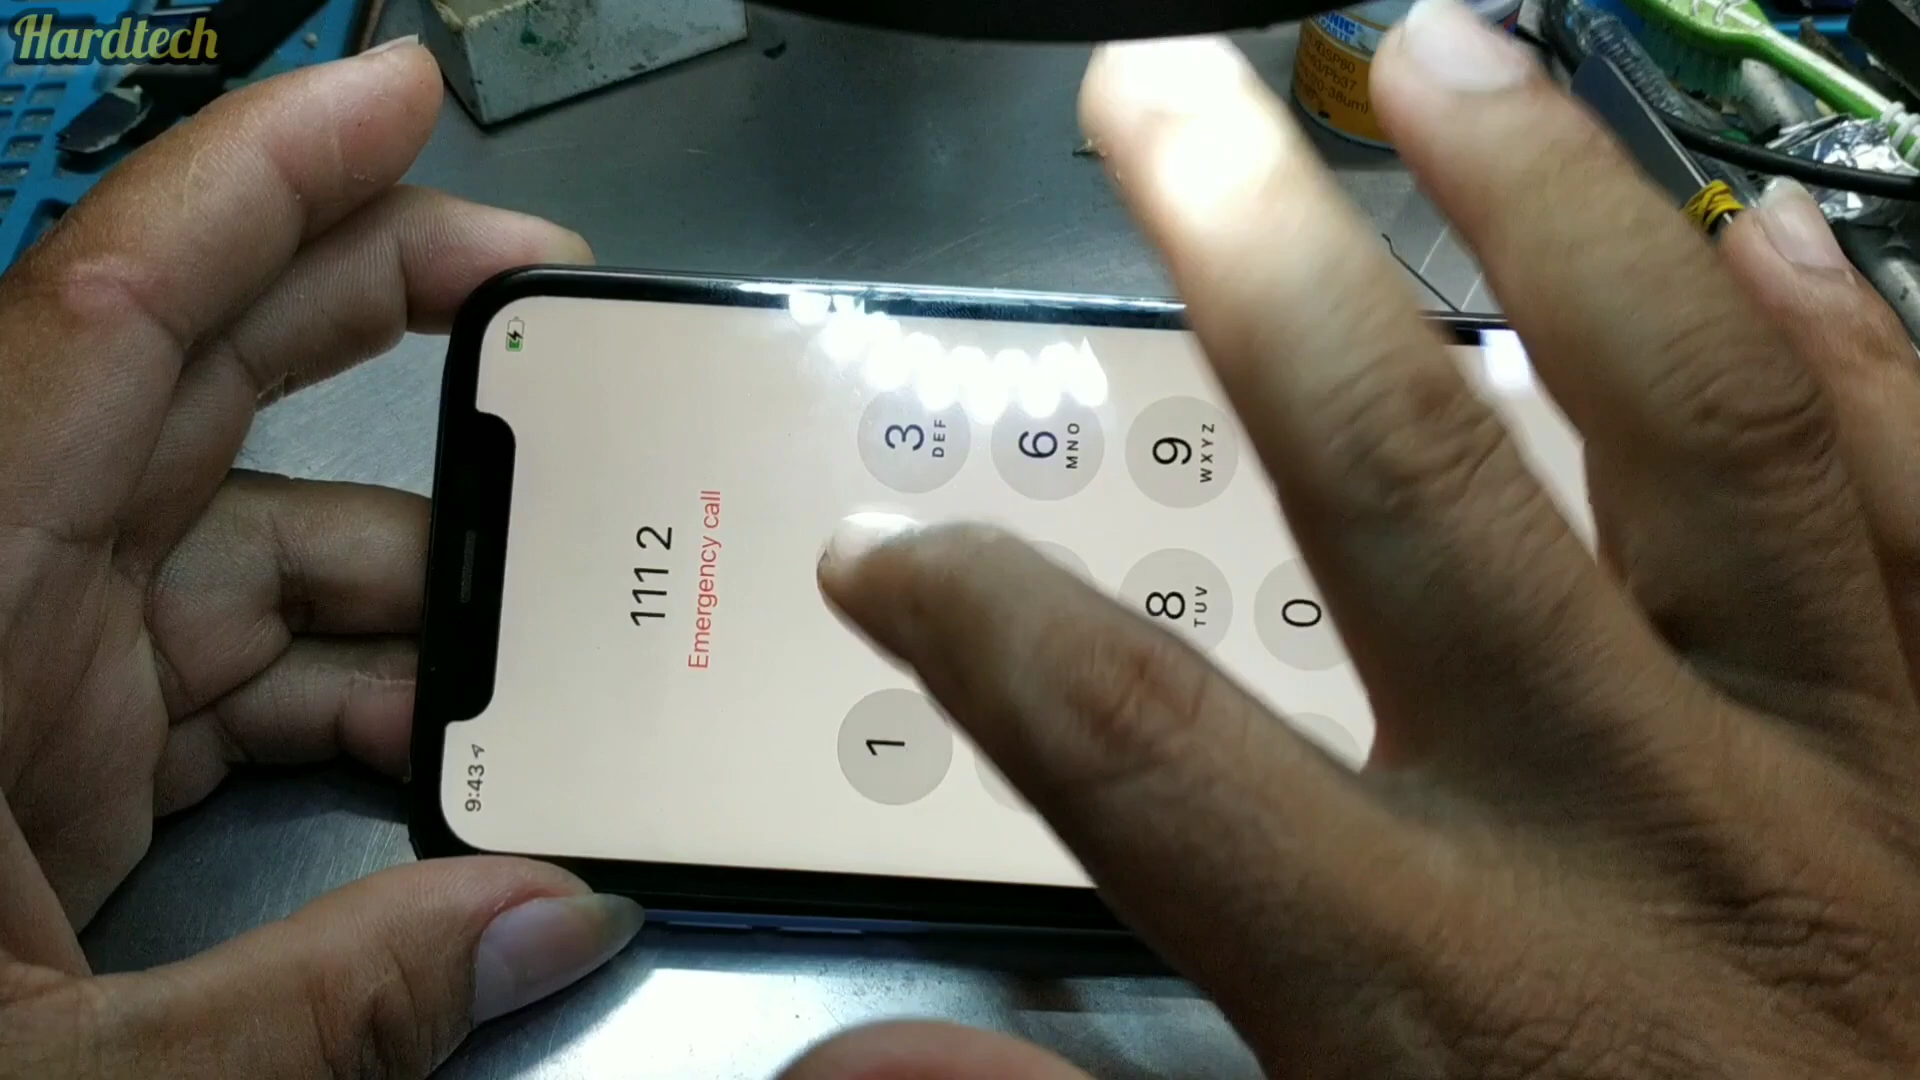 Hardtech
9:43
111 2
Emergency call
1
3
DEF
6
MNO
8
TUV
9
WXYZ
0